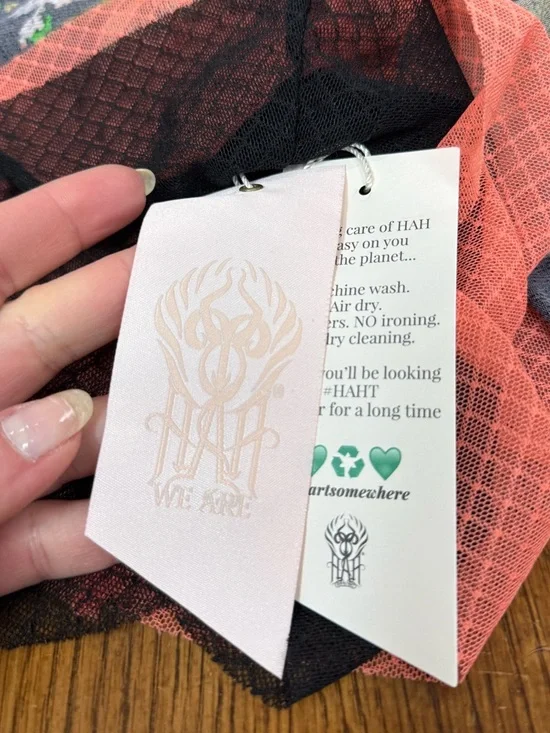 HAH
WE ARE
care of HAH
asy on you
the planet...
chine wash.
Air dry.
ers. NO ironing.
dry cleaning.
you'll be looking
#HAHT
r for a long time
artsomewhere
HAH